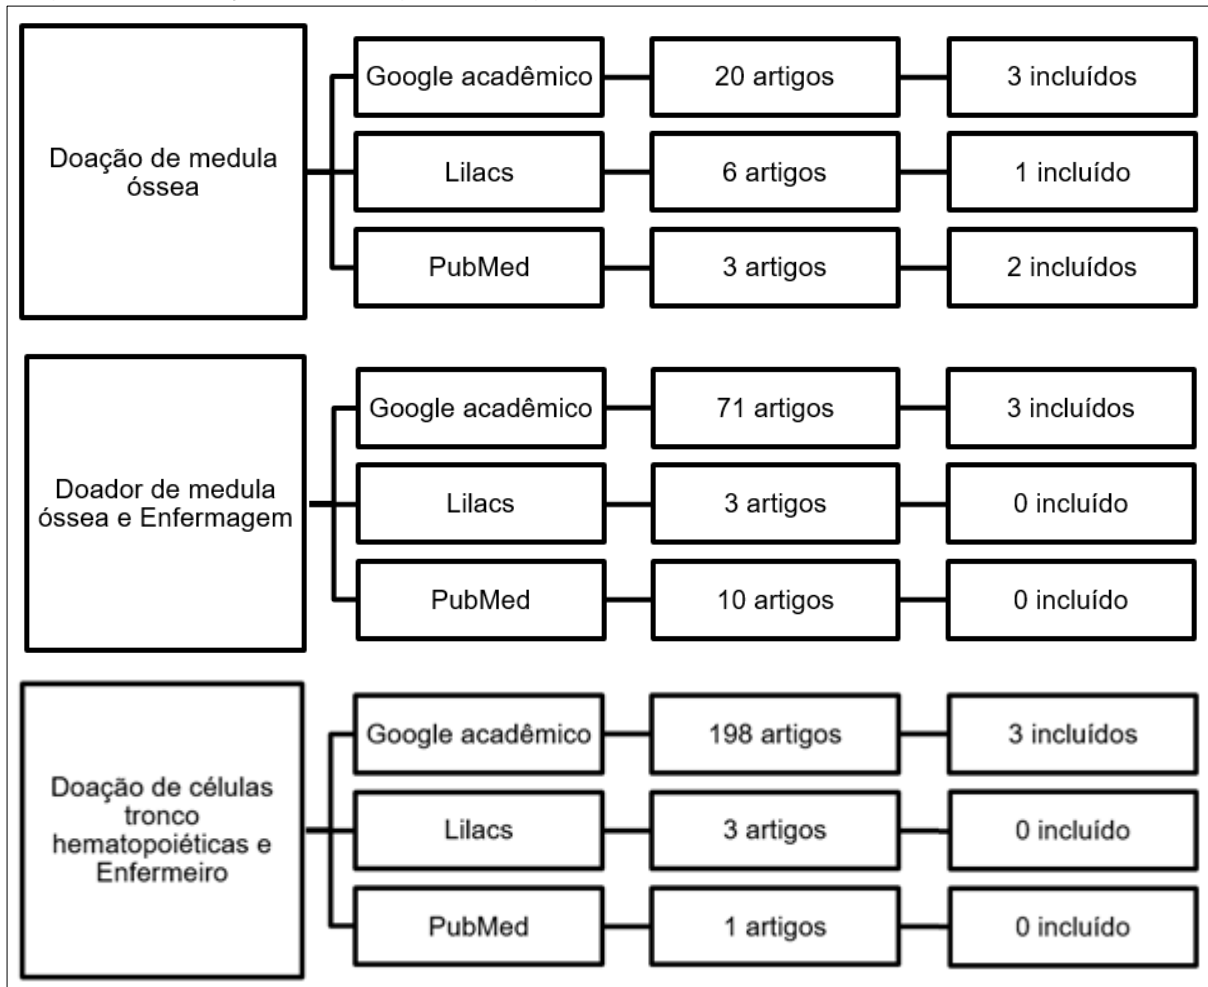 Doação de medula
óssea
Google acadêmico
20 artigos
3 incluídos
Lilacs
6 artigos
1 incluído
PubMed
3 artigos
2 incluídos
Doador de medula
óssea e Enfermagem
Google acadêmico
71 artigos
3 incluídos
Lilacs
3 artigos
0 incluído
PubMed
10 artigos
0 incluído
Doação de células
tronco
hematopoiéticas e
Enfermeiro
Google acadêmico
198 artigos
3 incluídos
Lilacs
3 artigos
0 incluído
PubMed
1 artigos
0 incluído